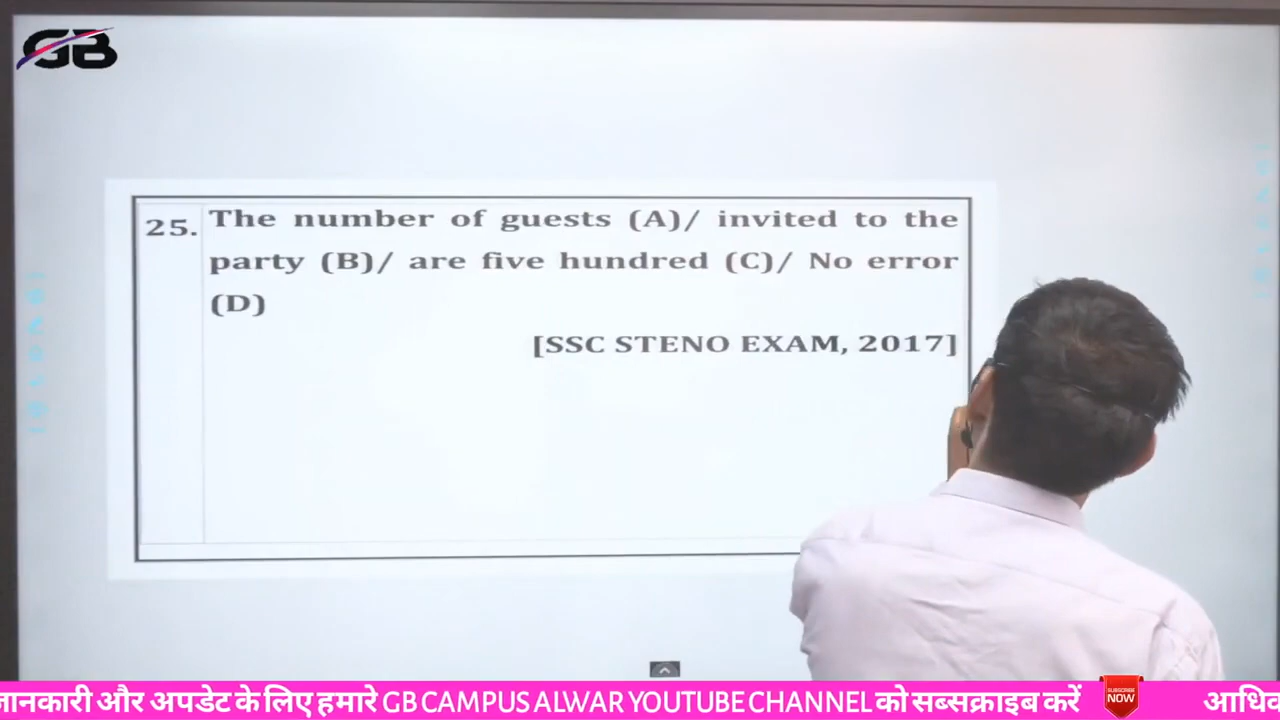 GB
25. The number of guests (A)/ invited to the
party (B)/ are five hundred (C)/ No error
(D)
[SSC STENO EXAM, 2017]
जानकारी और अपडेट के लिए हमारे GB CAMPUS ALWAR YOUTUBE CHANNEL को सब्सक्राइब करें
SUBSCRIBE
NOW